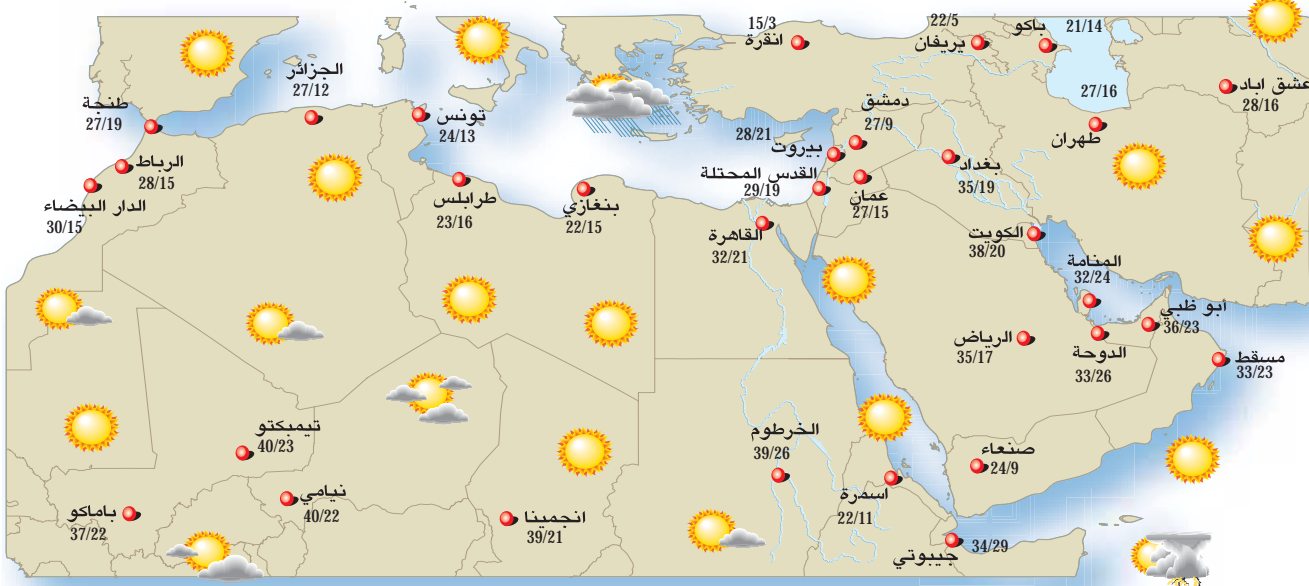 15/3
انقرة
22/5
يريفان
باكو
21/14
عشق اباد
28/16
27/16
طهران
الجزائر
27/12
طنجة
27/19
تونس
24/13
دمشق
27/9
28/21
بيروت
بغداد
35/19
الرباط
28/15
القدس المحتلة
29/19
عمان
27/15
الدار البيضاء
30/15
طرابلس
23/16
بنغازي
22/15
القاهرة
32/21
الكويت
38/20
المنامة
32/24
أبو ظبي
36/23
الرياض
35/17
الدوحة
33/26
مسقط
33/23
تيمبكتو
40/23
الخرطوم
39/26
صنعاء
24/9
نيامي
40/22
اسمرة
22/11
باماكو
37/22
انجمينا
39/21
34/29
جيبوتي